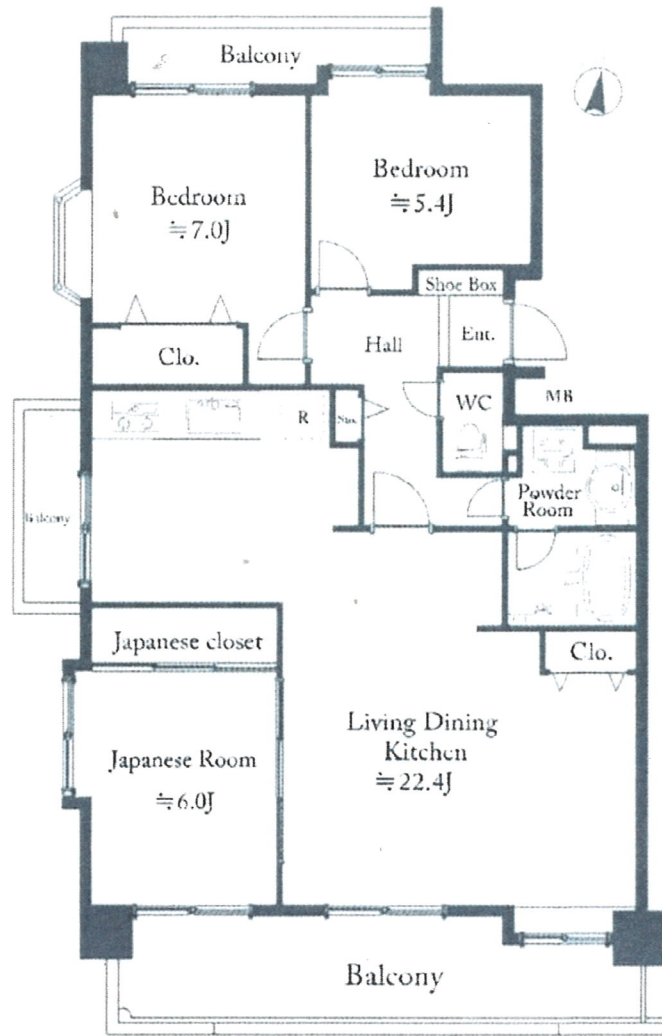 Balcony
Bedroom
≒7.0J
Bedroom
≒5.4J
Shoe Box
Clo.
Hall
Ent.
R
WC
MB
Powder
Room
Balcony
Japanese closet
Clo.
Japanese Room
≒6.0J
Living Dining
Kitchen
≒22.4J
Balcony